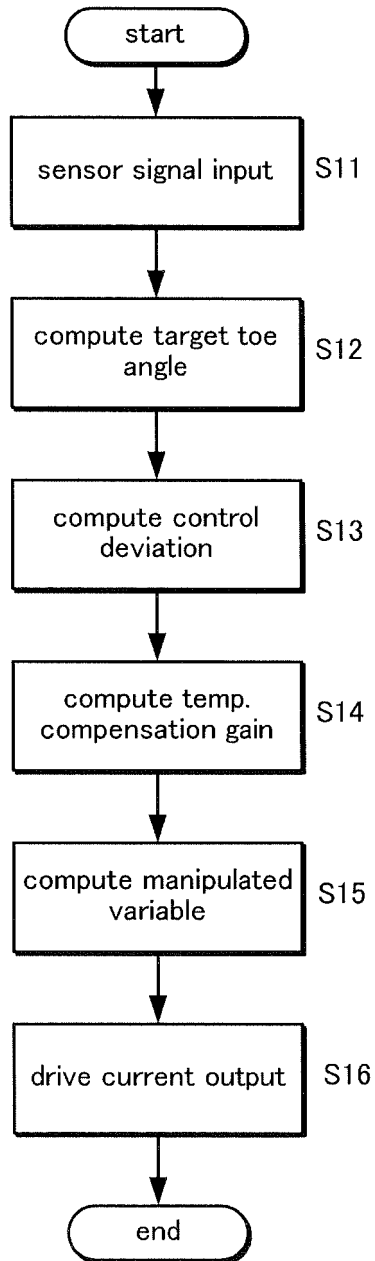 start
sensor signal input S11
compute target toe
angle
S12
compute control
deviation
S13
compute temp.
compensation gain
S14
compute manipulated
variable
S15
drive current output S16
end